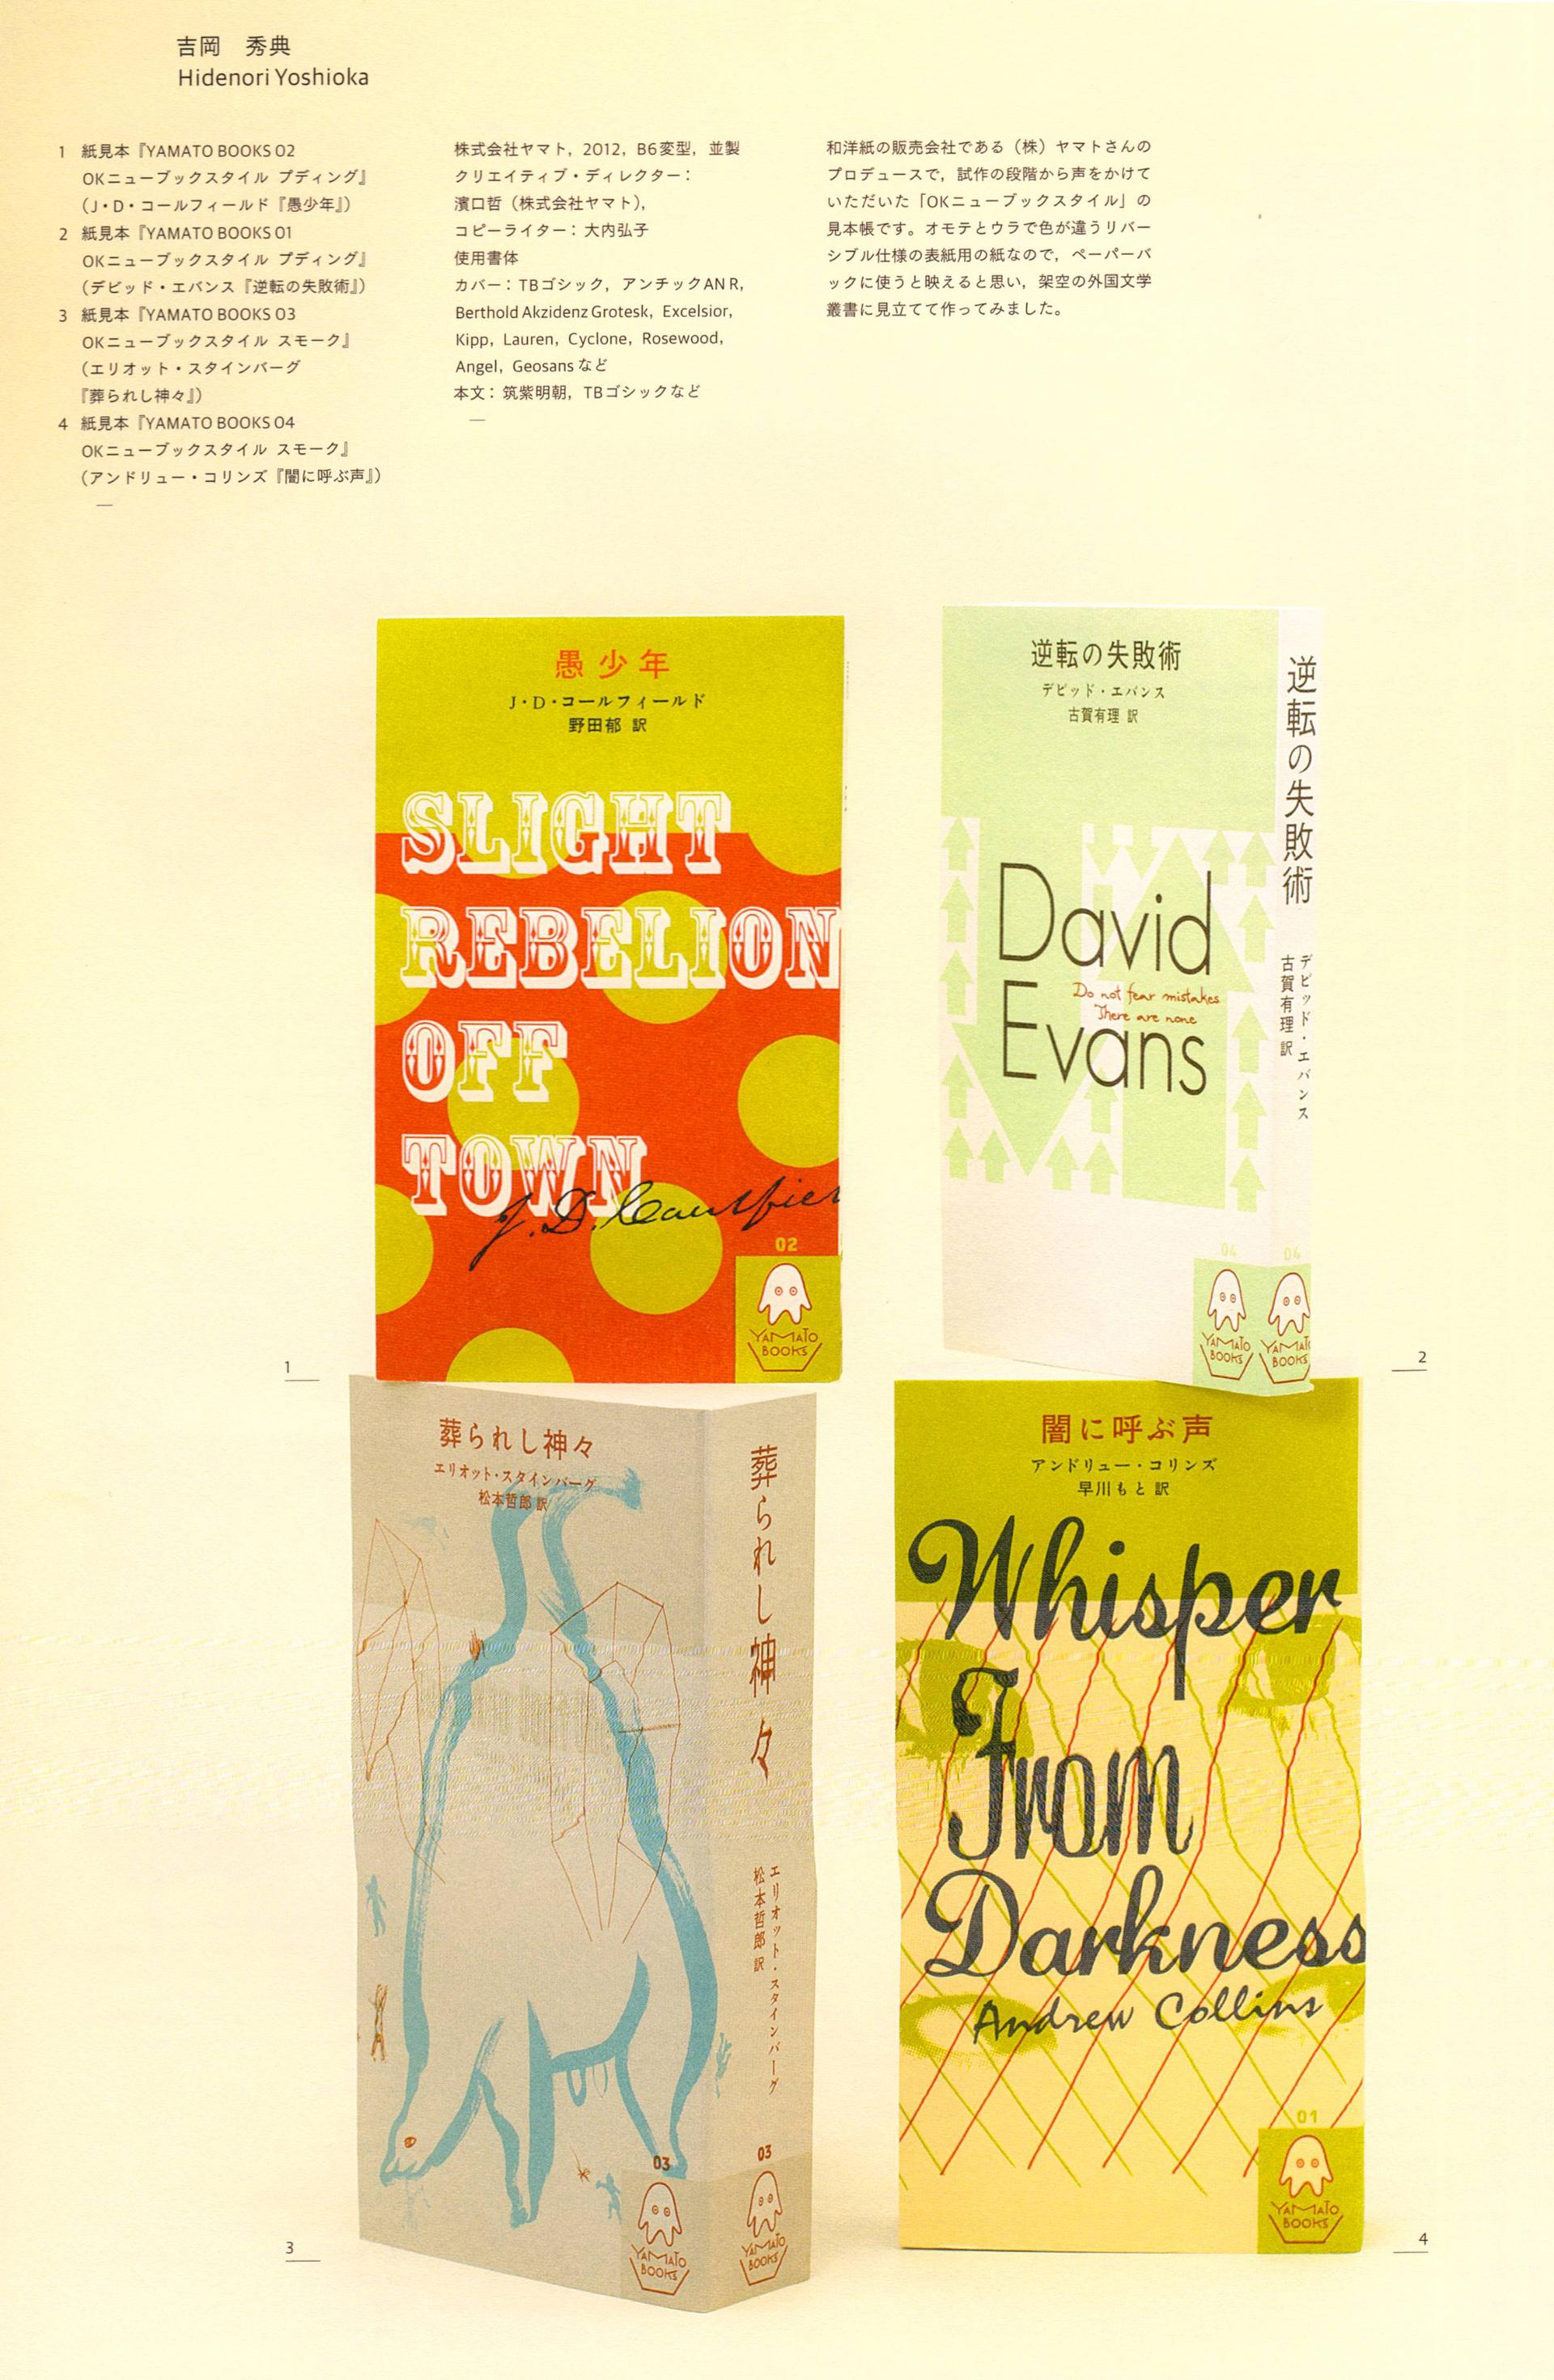 吉岡　秀典
Hidenori Yoshioka
1 紙見本『YAMATO BOOKS 02
OKニューブックスタイル プディング』
（J・D・コールフィールド『愚少年』）
2 紙見本『YAMATO BOOKS 01
OKニューブックスタイル プディング』
（デビッド・エバンス『逆転の失敗術』）
3 紙見本『YAMATO BOOKS 03
OKニューブックスタイル スモーク』
（エリオット・スタインバーグ
『葬られし神々』）
4 紙見本『YAMATO BOOKS 04
OKニューブックスタイル スモーク』
（アンドリュー・コリンズ『闇に呼ぶ声』）
株式会社ヤマト，2012，B6変型，並製
クリエイティブ・ディレクター：
濱口哲（株式会社ヤマト），
コピーライター：大内弘子
使用書体
カバー：TBゴシック，アンチックAN R，
Berthold Akzidenz Grotesk，Excelsior，
Kipp，Lauren，Cyclone，Rosewood，
Angel，Geosans など
本文：筑紫明朝，TBゴシックなど
和洋紙の販売会社である（株）ヤマトさんの
プロデュースで，試作の段階から声をかけて
いただいた「OKニューブックスタイル」の
見本帳です。オモテとウラで色が違うリバー
シブル仕様の表紙用の紙なので，ペーパーバ
ックに使うと映えると思い，架空の外国文学
叢書に見立てて作ってみました。
愚少年
J・D・コールフィールド
野田郁 訳
SLIGHT
REBELION
OFF
TOWN
02
YAMATO
BOOKS
1
逆転の失敗術
デビッド・エバンス
古賀有理 訳
David
Do not fear mistakes
There are none
Evans
04
YAMATO
BOOKS
逆転の失敗術
デビッド・エバンス
古賀有理 訳
04
YAMATO
BOOKS
2
葬られし神々
エリオット・スタインバーグ
松本哲郎 訳
03
YAMATO
BOOKS
葬られし神々
エリオット・スタインバーグ
松本哲郎 訳
03
YAMATO
BOOKS
3
闇に呼ぶ声
アンドリュー・コリンズ
早川もと 訳
Whisper
From
Darkness
Andrew Collins
01
YAMATO
BOOKS
4